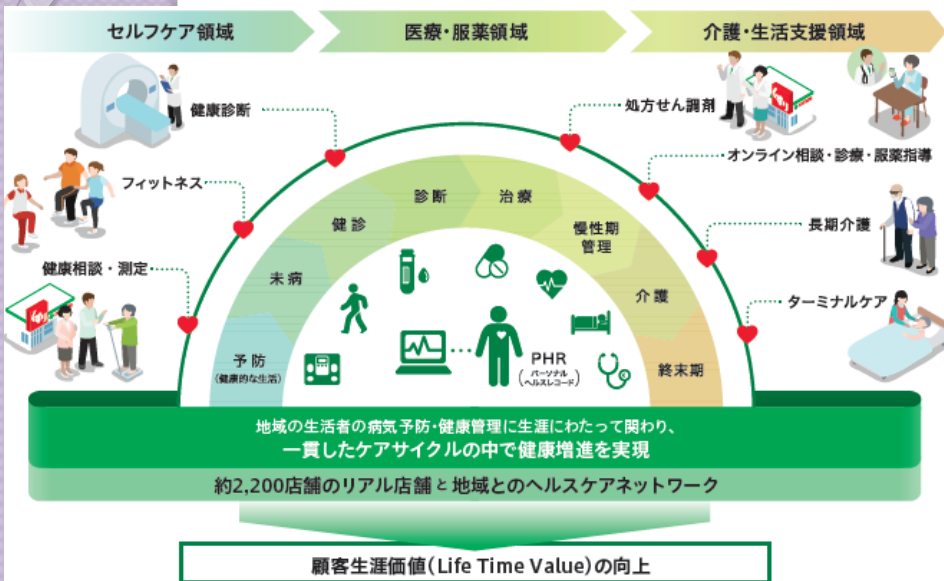 セルフケア領域
医療・服薬領域
介護・生活支援領域
健康診断
処方せん調剤
フィットネス
オンライン相談・診療・服薬指導
健康相談・測定
長期介護
ターミナルケア
予防
(健康的な生活)
未病
健診
診断
治療
慢性期
管理
介護
終末期
PHR
(パーソナル
ヘルスレコード)
地域の生活者の病気予防・健康管理に生涯にわたって関わり、
一貫したケアサイクルの中で健康増進を実現
約2,200店舗のリアル店舗と地域とのヘルスケアネットワーク
顧客生涯価値(Life Time Value)の向上